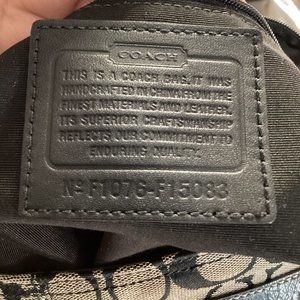 COACH
THIS IS A COACH BAG. IT WAS
HANDCRAFTED IN CHINA FROM THE
FINEST MATERIALS AND LEATHER.
ITS SUPERIOR CRAFTSMANSHIP
REFLECTS OUR COMMITMENT TO
ENDURING QUALITY.
Nº F1076-F15083